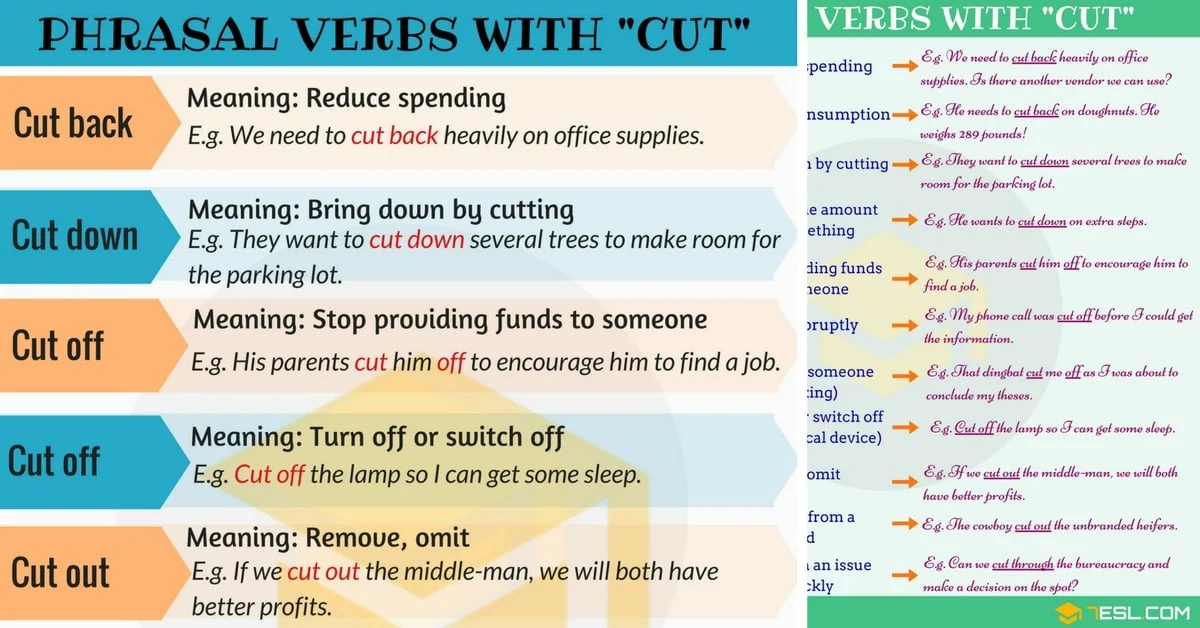 PHRASAL VERBS WITH "CUT"
Cut back
Meaning: Reduce spending
E.g. We need to cut back heavily on office supplies.
Cut down
Meaning: Bring down by cutting
E.g. They want to cut down several trees to make room for
the parking lot.
Cut off
Meaning: Stop providing funds to someone
E.g. His parents cut him off to encourage him to find a job.
Cut off
Meaning: Turn off or switch off
E.g. Cut off the lamp so I can get some sleep.
Cut out
Meaning: Remove, omit
E.g. If we cut out the middle-man, we will both have
better profits.
VERBS WITH "CUT"
pending
E.g. We need to cut back heavily on office
supplies. Is there another vendor we can use?
nsumption
E.g. He needs to cut back on doughnuts. He
weighs 289 pounds!
by cutting
E.g. They want to cut down several trees to make
room for the parking lot.
e amount
ething
E.g. He wants to cut down on extra steps.
ding funds
neone
E.g. His parents cut him off to encourage him to
find a job.
ruptly
E.g. My phone call was cut off before I could get
the information.
someone
ing)
E.g. That dingbat cut me off as I was about to
conclude my theses.
switch off
cal device)
E.g. Cut off the lamp so I can get some sleep.
omit
E.g. If we cut out the middle-man, we will both
have better profits.
from a
d
E.g. The cowboy cut out the unbranded heifers.
an issue
ckly
E.g. Can we cut through the bureaucracy and
make a decision on the spot?
7ESL.COM